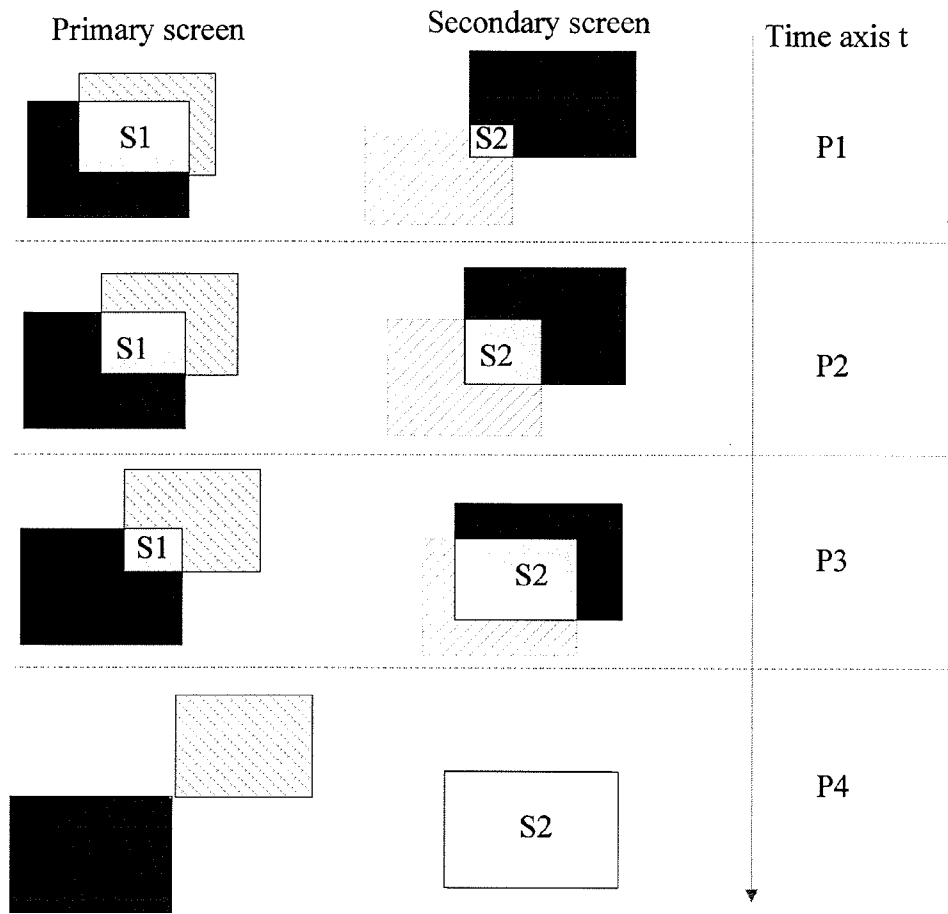 Primary screen
Secondary screen
Time axis t
S1
S2
P1
S1
S2
P2
S1
S2
P3
S2
P4